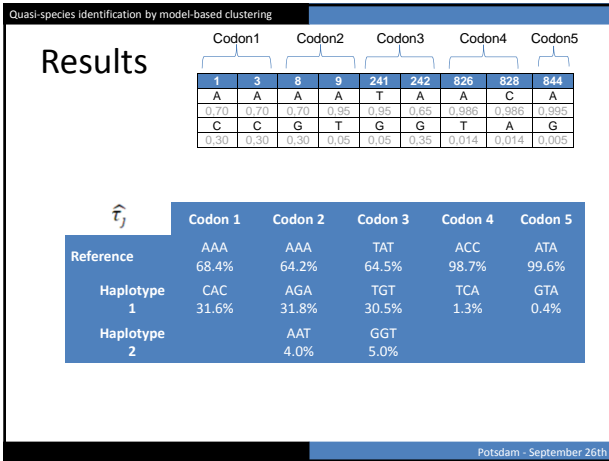 Quasi-species identification by model-based clustering
Results
Codon1 Codon2 Codon3 Codon4 Codon5
1 3 8 9 241 242 826 828 844
A A A A T A A C A
0,70 0,70 0,70 0,95 0,95 0,65 0,986 0,986 0,995
C C G T G G T A G
0,30 0,30 0,30 0,05 0,05 0,35 0,014 0,014 0,005
τ̂j Codon 1 Codon 2 Codon 3 Codon 4 Codon 5
Reference AAA AAA TAT ACC ATA
68.4% 64.2% 64.5% 98.7% 99.6%
Haplotype CAC AGA TGT TCA GTA
1 31.6% 31.8% 30.5% 1.3% 0.4%
Haplotype AAT GGT
2 4.0% 5.0%
Potsdam - September 26th